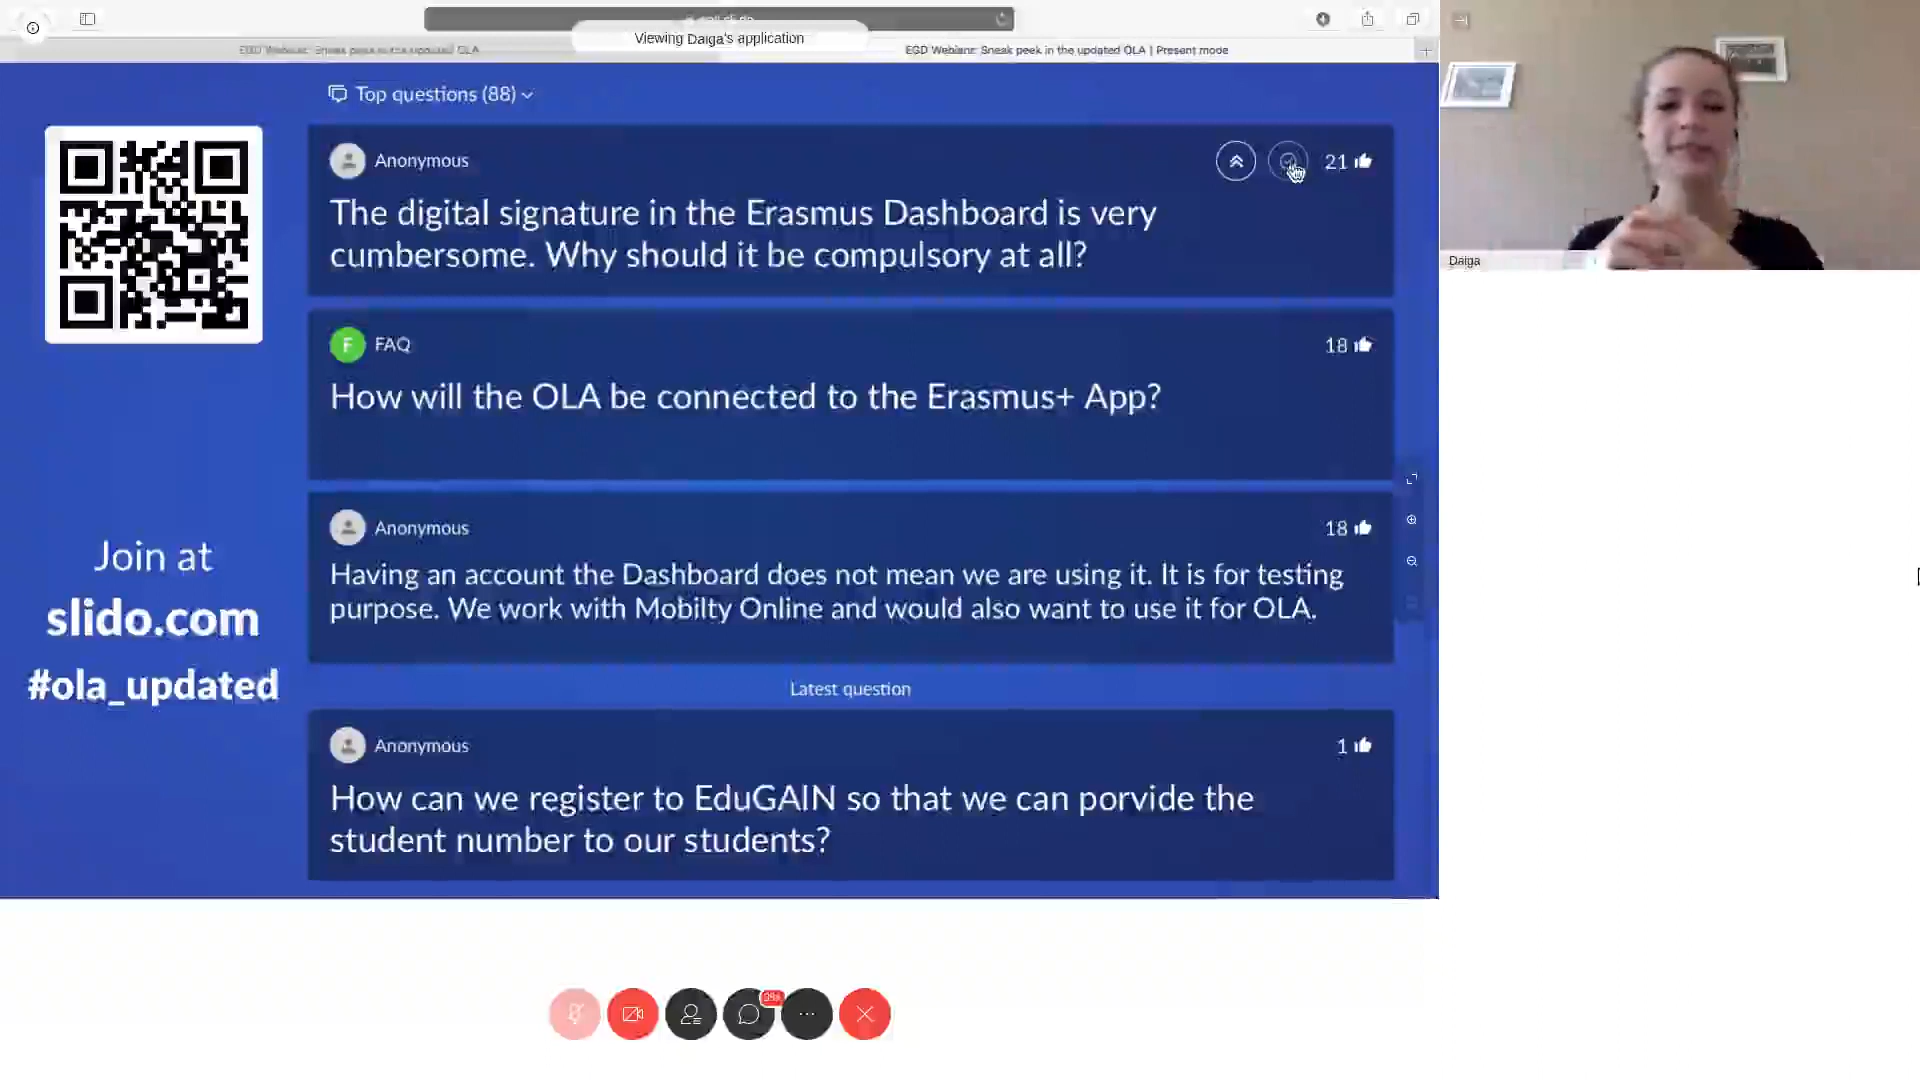 Viewing Daiga's application
EGD Webianr: Sneak peek in the updated OLA | Present mode
Top questions (88)
Anonymous
21
The digital signature in the Erasmus Dashboard is very
cumbersome. Why should it be compulsory at all?
F FAQ
18
How will the OLA be connected to the Erasmus+ App?
Anonymous
18
Having an account the Dashboard does not mean we are using it. It is for testing
purpose. We work with Mobilty Online and would also want to use it for OLA.
Latest question
Anonymous
1
How can we register to EduGAIN so that we can porvide the
student number to our students?
Join at
slido.com
#ola_updated
Daiga